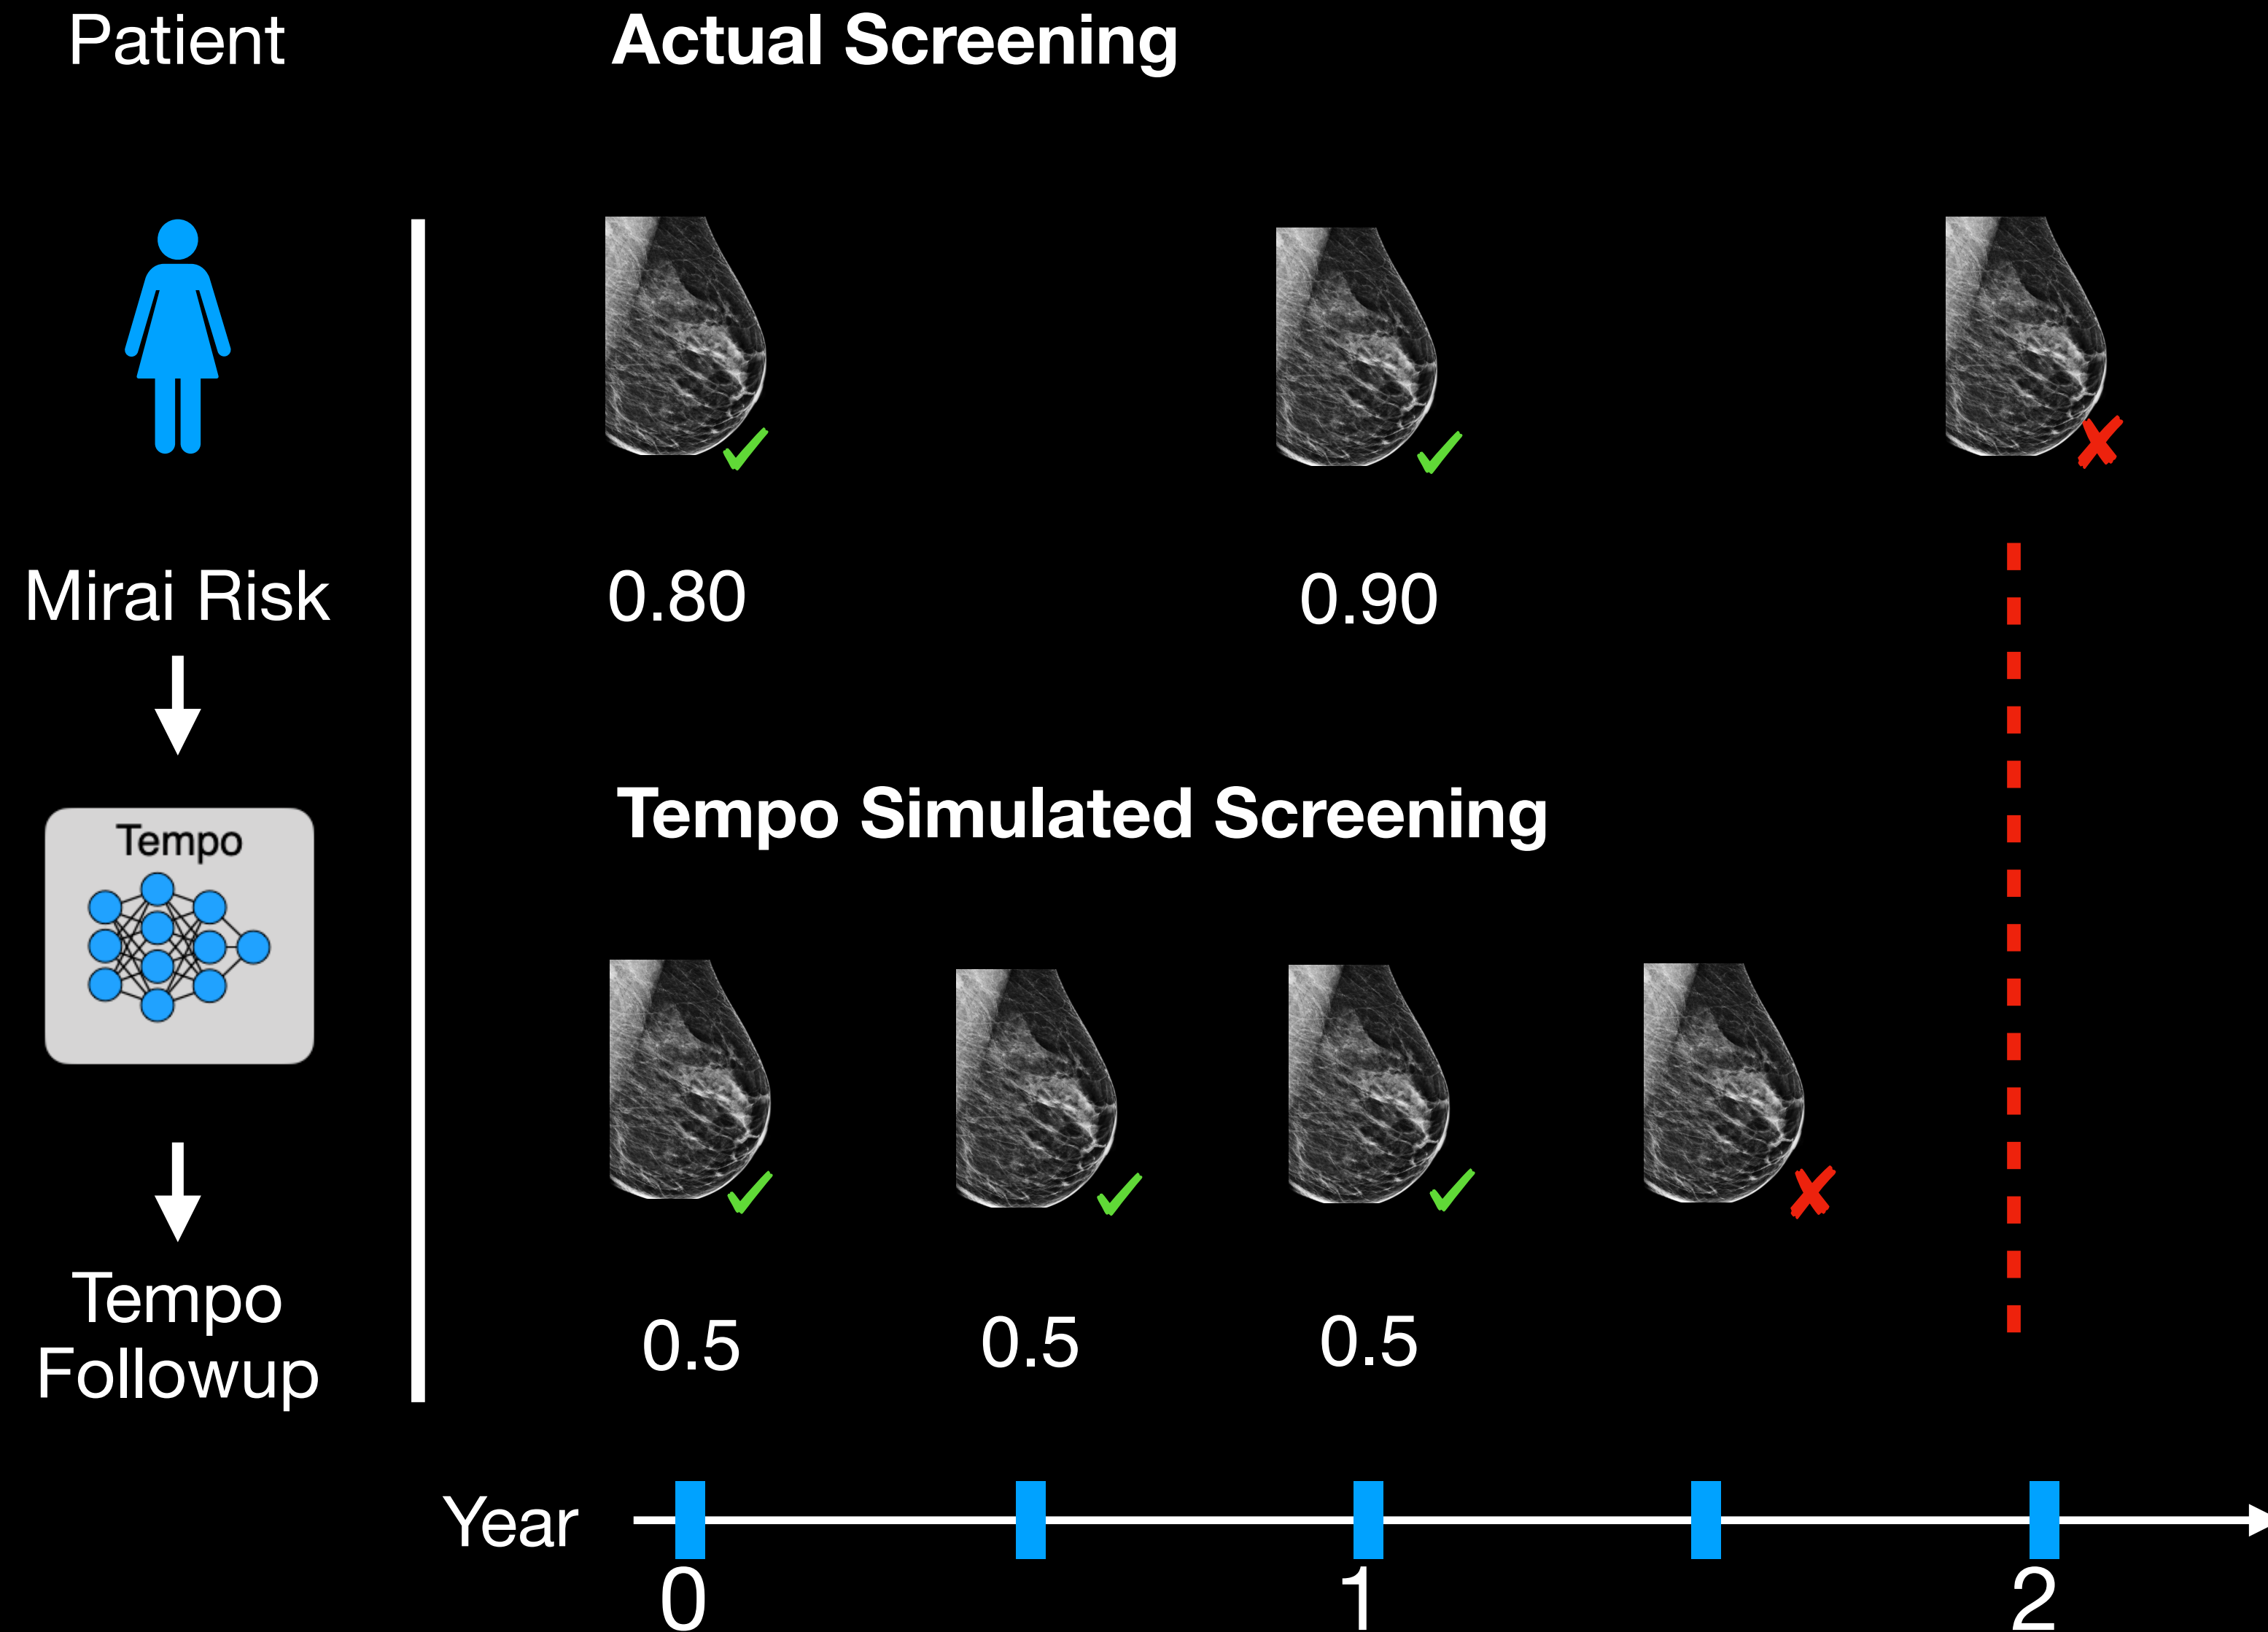 Patient
Actual Screening
Mirai Risk
0.80
0.90
Tempo Simulated Screening
Tempo
Tempo
Followup
0.5
0.5
0.5
Year
0
1
2